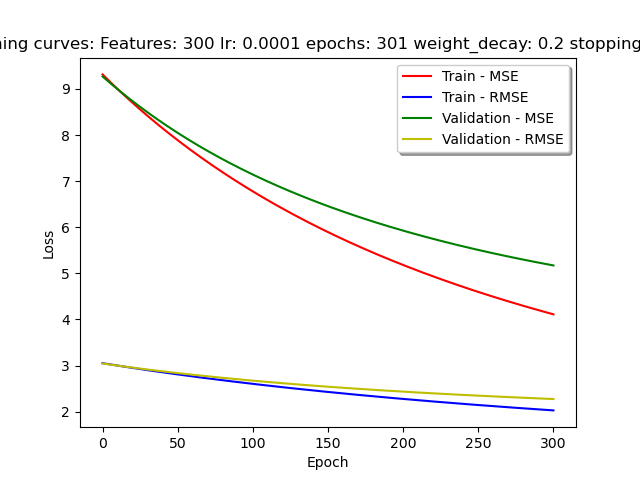 ing curves: Features: 300 lr: 0.0001 epochs: 301 weight_decay: 0.2 stopping
Train - MSE
Train - RMSE
Validation - MSE
Validation - RMSE
Loss
9
8
7
6
5
4
3
2
0 50 100 150 200 250 300
Epoch